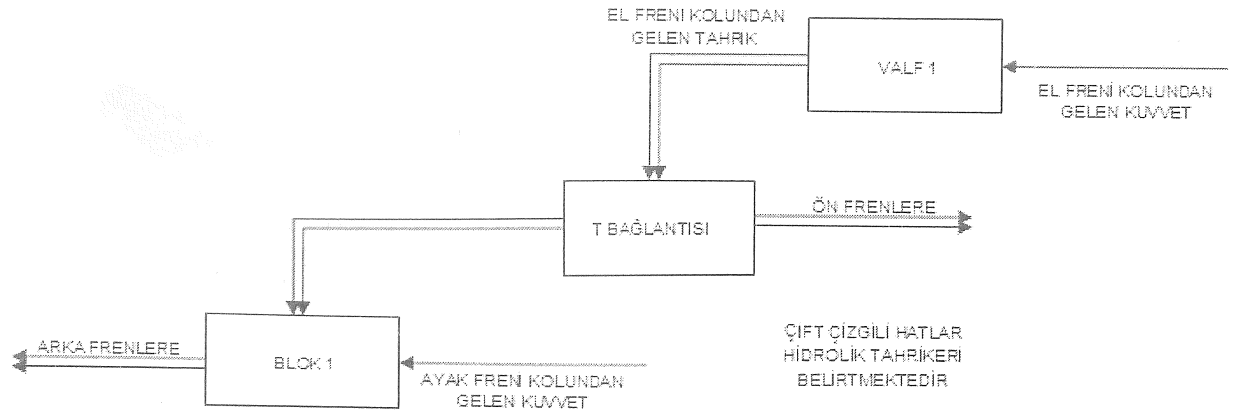 EL FRENİ KOLUNDAN
GELEN TAHRİK
VALF 1
EL FRENİ KOLUNDAN
GELEN KUVVET
T BAĞLANTISI
ÖN FRENLERE
ARKA FRENLERE
BLOK 1
AYAK FRENİ KOLUNDAN
GELEN KUVVET
ÇİFT ÇİZGİLİ HATLAR
HİDROLİK TAHRİKERİ
BELİRTMEKTEDİR